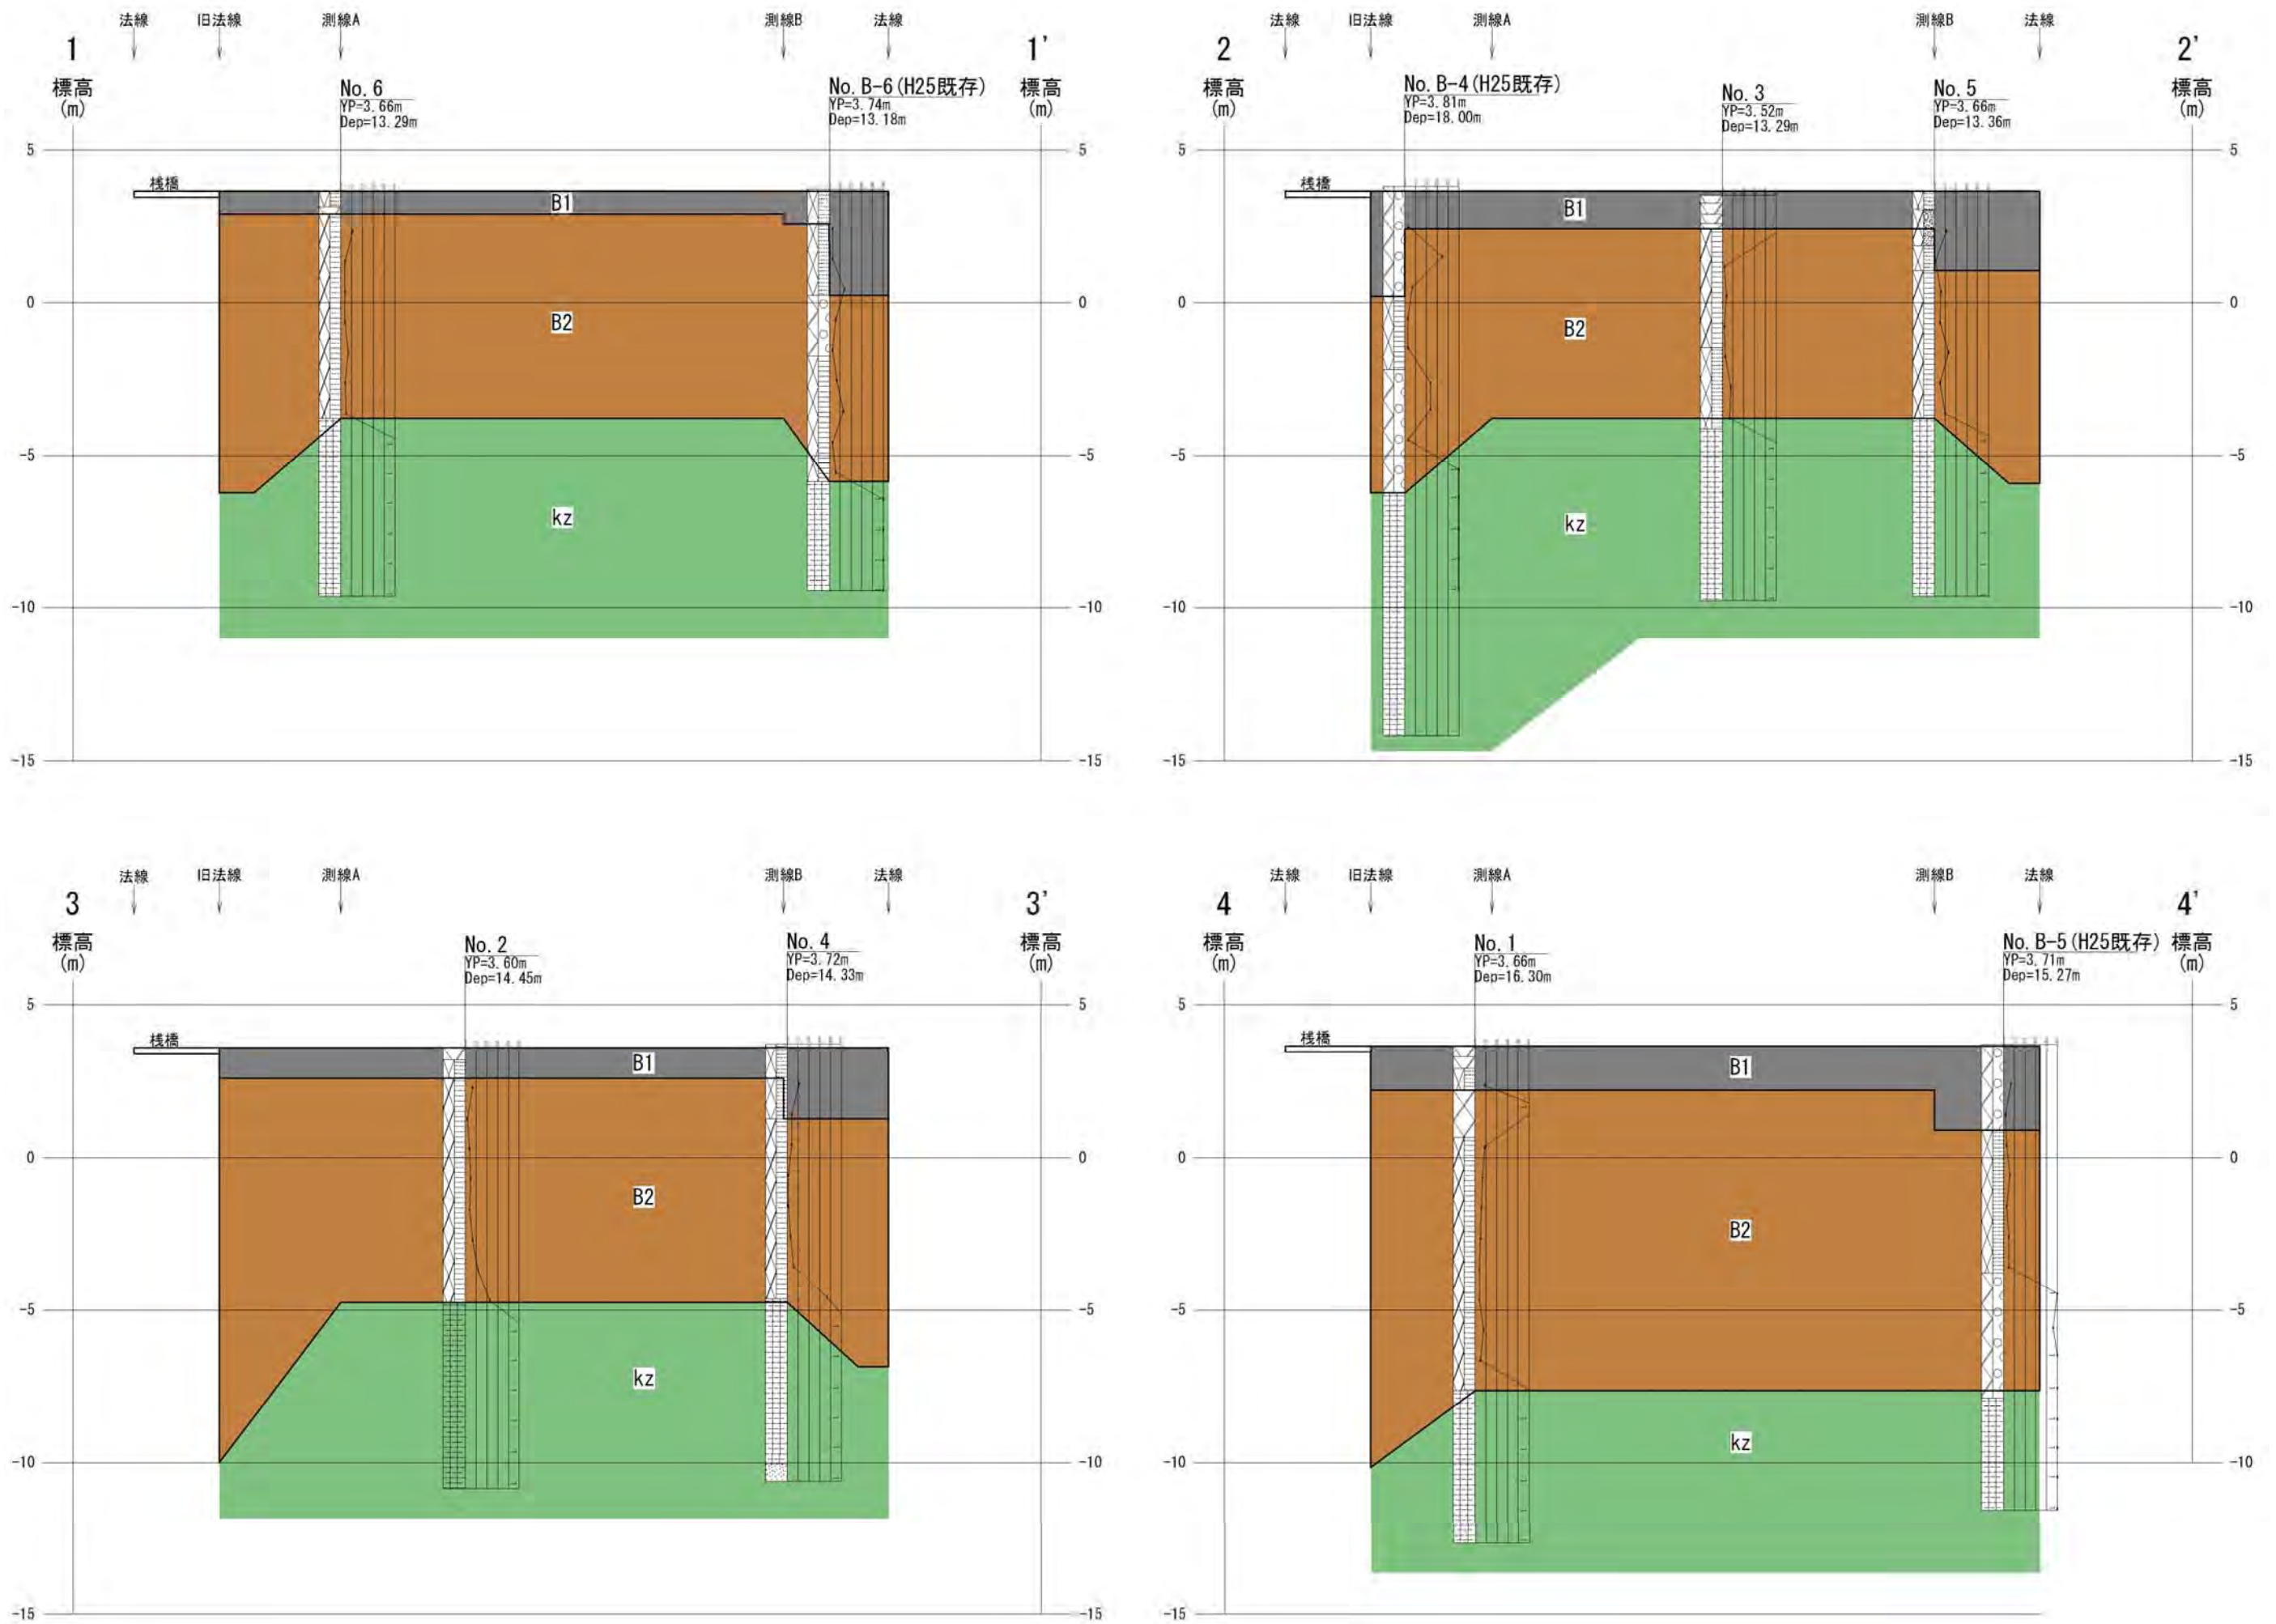 法線 旧法線 測線A 測線B 法線
1 1'
標高 標高
(m) (m)
No. 6
YP=3.66m
Dep=13.29m
No. B-6(H25既存)
YP=3.74m
Dep=13.18m
5 5
桟橋
B1
0 0
B2
-5 -5
kz
-10 -10
-15 -15
法線 旧法線 測線A 測線B 法線
2 2'
標高 標高
(m) (m)
No. B-4(H25既存)
YP=3.81m
Dep=18.00m
No. 3
YP=3.52m
Dep=13.29m
No. 5
YP=3.66m
Dep=13.36m
5 5
桟橋
B1
0 0
B2
-5 -5
kz
-10 -10
-15 -15
法線 旧法線 測線A 測線B 法線
3 3'
標高 標高
(m) (m)
No. 2
YP=3.60m
Dep=14.45m
No. 4
YP=3.72m
Dep=14.33m
5 5
桟橋
B1
0 0
B2
-5 -5
kz
-10 -10
-15 -15
法線 旧法線 測線A 測線B 法線
4 4'
標高 標高
(m) (m)
No. 1
YP=3.66m
Dep=16.30m
No. B-5(H25既存)
YP=3.71m
Dep=15.27m
5 5
桟橋
B1
0 0
B2
-5 -5
kz
-10 -10
-15